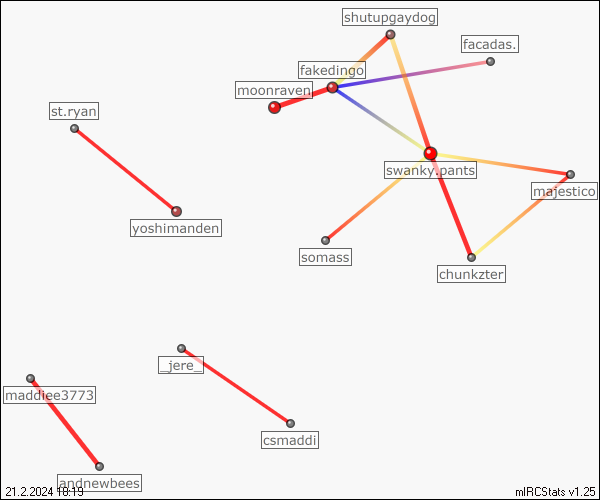 shutupgaydog
facadas.
fakedingo
moonraven
st.ryan
swanky.pants
majestico
yoshimanden
somass
chunkzter
_jere_
maddiee3773
csmaddi
andnewbees
21.2.2024 18:19
mIRCStats v1.25